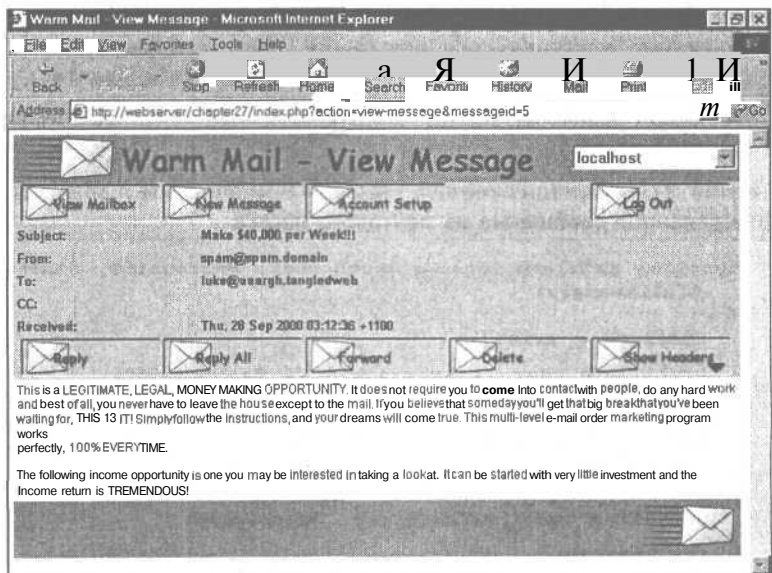 Warm Mail - View Message - Microsoft Internet Explorer
File Edit View Favorites Tools Help
а Я И 1 И
Back Stop Refresh Home Search Favorit History Mail Print ill
Address http://webserver/chapter27/index.php?action=view-message&messageid=5 m Go
Warm Mail - View Message localhost
View Mailbox New Message Account Setup Log Out
Subject: Make $40,000 per Week!!!
From: spam@spam.domain
To: luke@aaargh.tangledweb
CC:
Received: Thu, 28 Sep 2000 03:12:36 +1100
Reply Reply All Forward Delete Show Headers
This is a LEGITIMATE, LEGAL, MONEY MAKING OPPORTUNITY. It does not require you to come Into contact with people, do any hard work
and best of all, you never have to leave the house except to the mail. If you believe that someday you'll get that big break that you've been
waiting for, THIS 13 IT! Simply follow the instructions, and your dreams will come true. This multi-level e-mail order marketing program
works
perfectly, 100% EVERY TIME.
The following income opportunity is one you may be interested in taking a look at. It can be started with very little investment and the
Income return is TREMENDOUS!